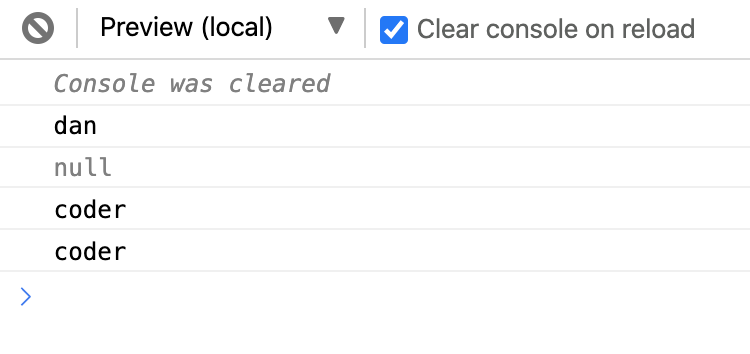 Preview (local) Clear console on reload
Console was cleared
dan
null
coder
coder